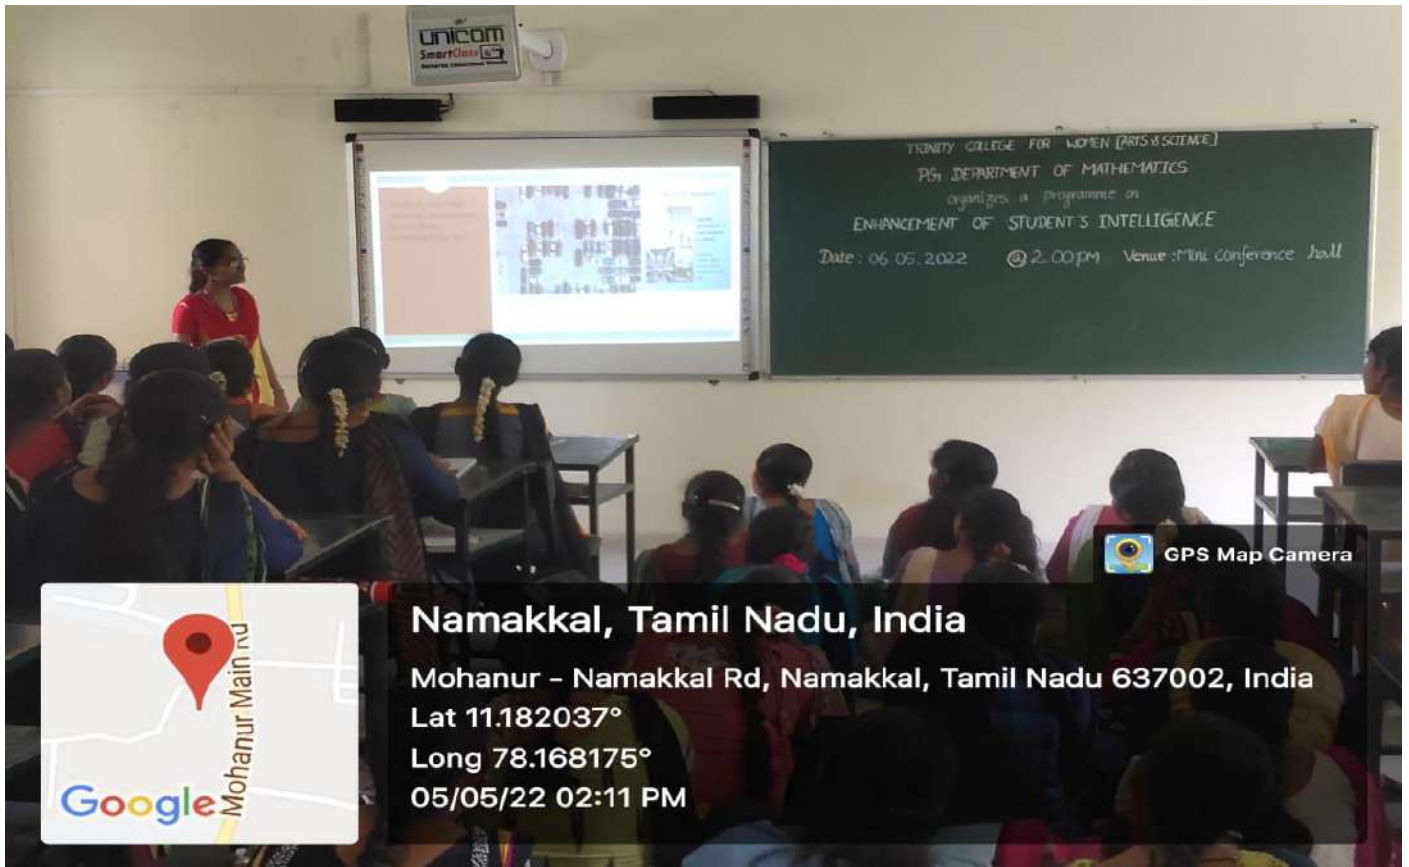 unicom
SmartClass
TRINITY COLLEGE FOR WOMEN [ARTS & SCIENCE]
PG DEPARTMENT OF MATHEMATICS
organizes a programme on
ENHANCEMENT OF STUDENT'S INTELLIGENCE
Date : 06.05.2022 @ 2.00pm Venue : Mini conference hall
GPS Map Camera
Namakkal, Tamil Nadu, India
Mohanur - Namakkal Rd, Namakkal, Tamil Nadu 637002, India
Lat 11.182037°
Long 78.168175°
05/05/22 02:11 PM
Mohanur Main Rd
Google